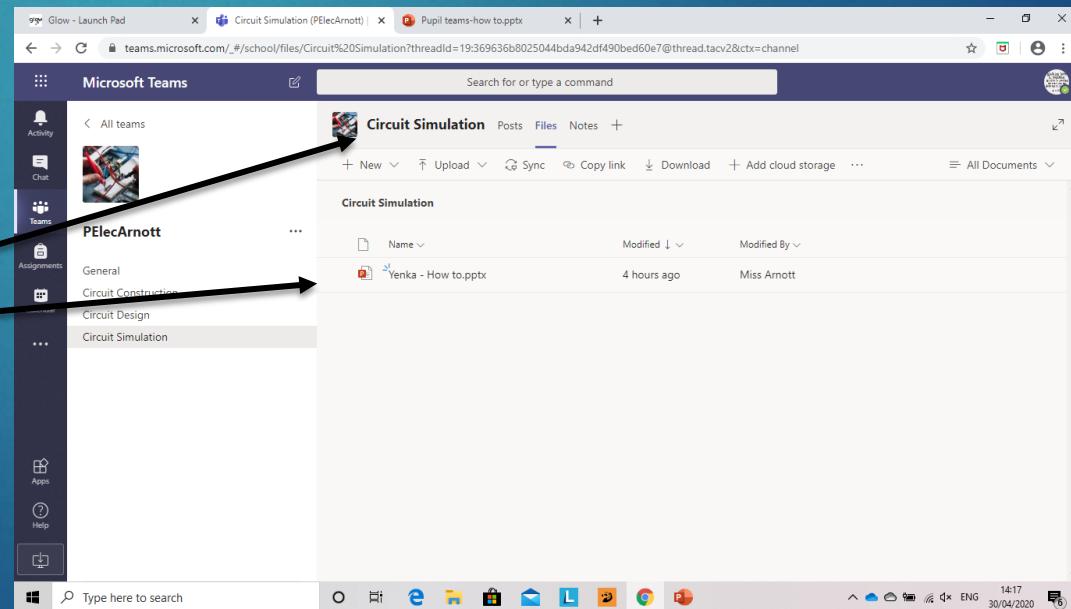 Glow - Launch Pad
Circuit Simulation (PElecArnott) |
Pupil teams-how to.pptx
teams.microsoft.com/_#/school/files/Circuit%20Simulation?threadId=19:369636b8025044bda942df490bed60e7@thread.tacv2&ctx=channel
Microsoft Teams
Search for or type a command
Activity
Chat
Teams
Assignments
Apps
Help
All teams
PElecArnott
General
Circuit Construction
Circuit Design
Circuit Simulation
Circuit Simulation Posts Files Notes
New Upload Sync Copy link Download Add cloud storage All Documents
Circuit Simulation
Name Modified Modified By
Yenka - How to.pptx 4 hours ago Miss Arnott
Type here to search
ENG
14:17
30/04/2020
6